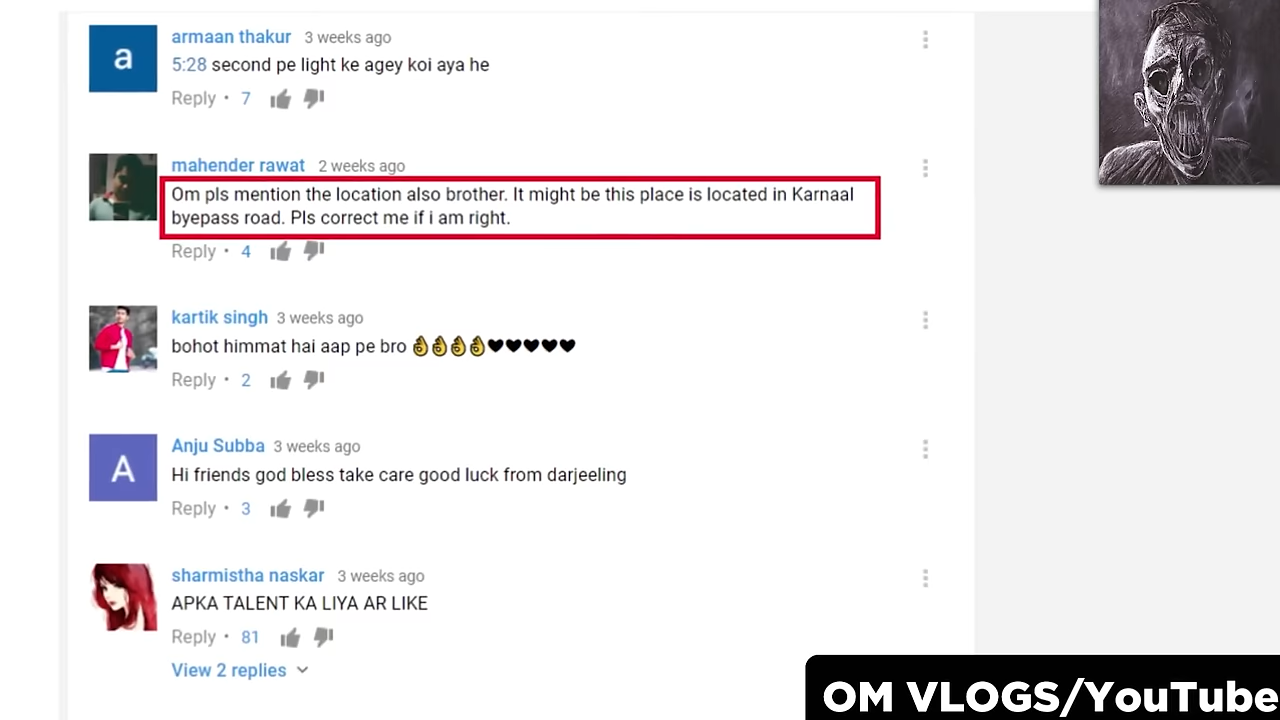 a
armaan thakur 3 weeks ago
5:28 second pe light ke agey koi aya he
Reply • 7
mahender rawat 2 weeks ago
Om pls mention the location also brother. It might be this place is located in Karnaal
byepass road. Pls correct me if i am right.
Reply • 4
kartik singh 3 weeks ago
bohot himmat hai aap pe bro 👌👌👌👌♥♥♥♥♥
Reply • 2
A
Anju Subba 3 weeks ago
Hi friends god bless take care good luck from darjeeling
Reply • 3
sharmistha naskar 3 weeks ago
APKA TALENT KA LIYA AR LIKE
Reply • 81
View 2 replies
OM VLOGS/YouTube